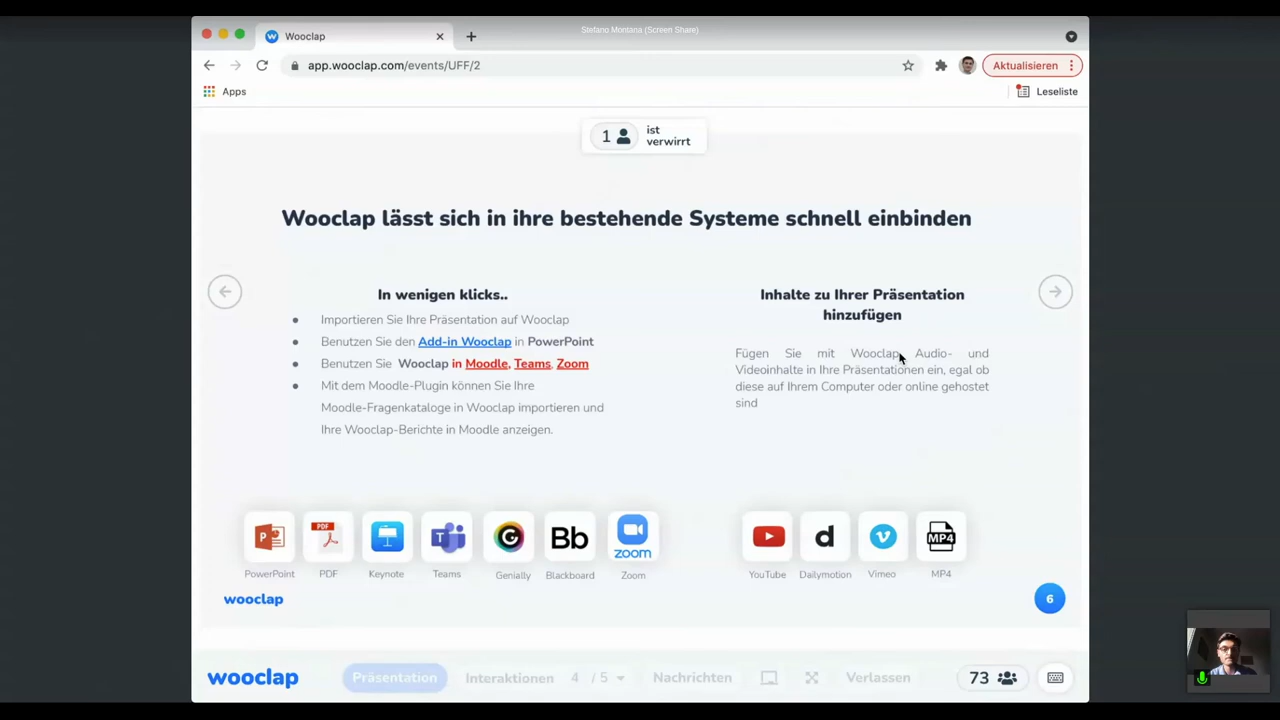 Stefano Montana (Screen Share)
Wooclap
app.wooclap.com/events/UFF/2
Aktualisieren
Apps
Leseliste
1 ist
verwirrt
Wooclap lässt sich in ihre bestehende Systeme schnell einbinden
In wenigen klicks..
● Importieren Sie Ihre Präsentation auf Wooclap
● Benutzen Sie den Add-in Wooclap in PowerPoint
● Benutzen Sie Wooclap in Moodle, Teams, Zoom
● Mit dem Moodle-Plugin können Sie Ihre
Moodle-Fragenkataloge in Wooclap importieren und
Ihre Wooclap-Berichte in Moodle anzeigen.
Inhalte zu Ihrer Präsentation
hinzufügen
Fügen Sie mit Wooclap Audio- und
Videoinhalte in Ihre Präsentationen ein, egal ob
diese auf Ihrem Computer oder online gehostet
sind
P PDF T Bb zoom d MP4
PowerPoint PDF Keynote Teams Genially Blackboard Zoom YouTube Dailymotion Vimeo MP4
wooclap
6
wooclap Präsentation Interaktionen 4 / 5 Nachrichten Verlassen 73